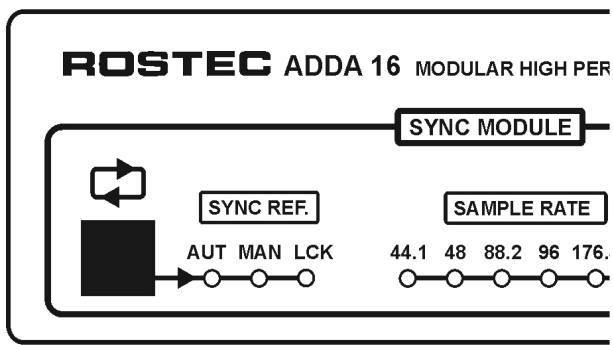 ROSTEC ADDA 16 MODULAR HIGH PER
SYNC MODULE
SYNC REF. SAMPLE RATE
AUT MAN LCK 44.1 48 88.2 96 176.